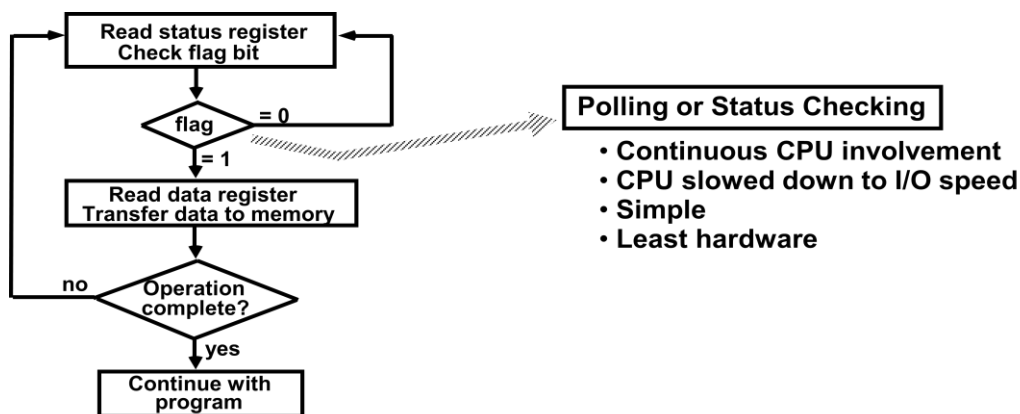 Read status register
Check flag bit
= 0
flag
= 1
Read data register
Transfer data to memory
no
Operation
complete?
yes
Continue with
program
Polling or Status Checking
• Continuous CPU involvement
• CPU slowed down to I/O speed
• Simple
• Least hardware